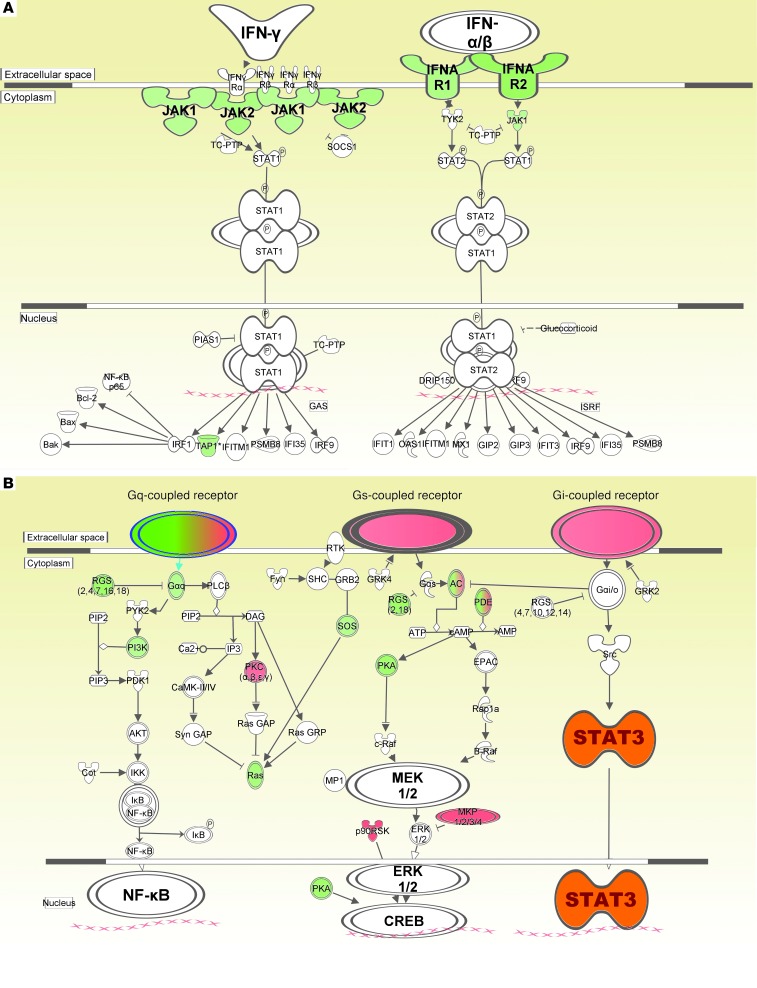 A
IFN-γ
IFN-
α/β
Extracellular space
Cytoplasm
IFNγ
Rα
IFNγ
Rβ
IFNγ
Rα
IFNγ
Rβ
IFNA
R1
IFNA
R2
JAK1
JAK2
JAK1
JAK2
TC-PTP
STAT1
P
SOCS1
TYK2
JAK1
TC-PTP
STAT2
P
STAT1
P
P
STAT1
P
STAT1
P
STAT2
P
STAT1
Nucleus
P
PIAS1
STAT1
P
STAT1
TC-PTP
GAS
P
STAT1
P
STAT2
Glucocorticoid
DRIP150
RF9
ISRF
NF-κB
p65
Bcl-2
Bax
Bak
IRF1
TAP1*
IFITM1
PSMB8
IFI35
IRF9
IFIT1
OAS1
IFITM1
MX1
GIP2
GIP3
IFIT3
IRF9
IFI35
PSMB8
B
Gq-coupled receptor
Gs-coupled receptor
Gi-coupled receptor
Extracellular space
Cytoplasm
RTK
RGS
(2,4,7,16,18)
Gαq
PLCβ
Fyn
SHC
GRB2
GRK4
Gαs
AC
RGS
(2,18)
PDE
RGS
(4,7,10,12,14)
Gαi/o
GRK2
PIP2
PYK2
PIP2
DAG
SOS
ATP
cAMP
AMP
PI3K
Ca2+
IP3
PKC
(α,β,ε,γ)
PKA
EPAC
Src
PIP3
PDK1
CaMK-II/IV
Rap1a
AKT
Syn GAP
Ras GAP
Ras GRP
c-Raf
B-Raf
STAT3
Cot
IKK
Ras
MP1
MEK
1/2
IκB
NF-κB
IκB
P
p90RSK
ERK
1/2
MKP
1/2/3/4
NF-κB
ERK
1/2
Nucleus
NF-κB
PKA
CREB
STAT3